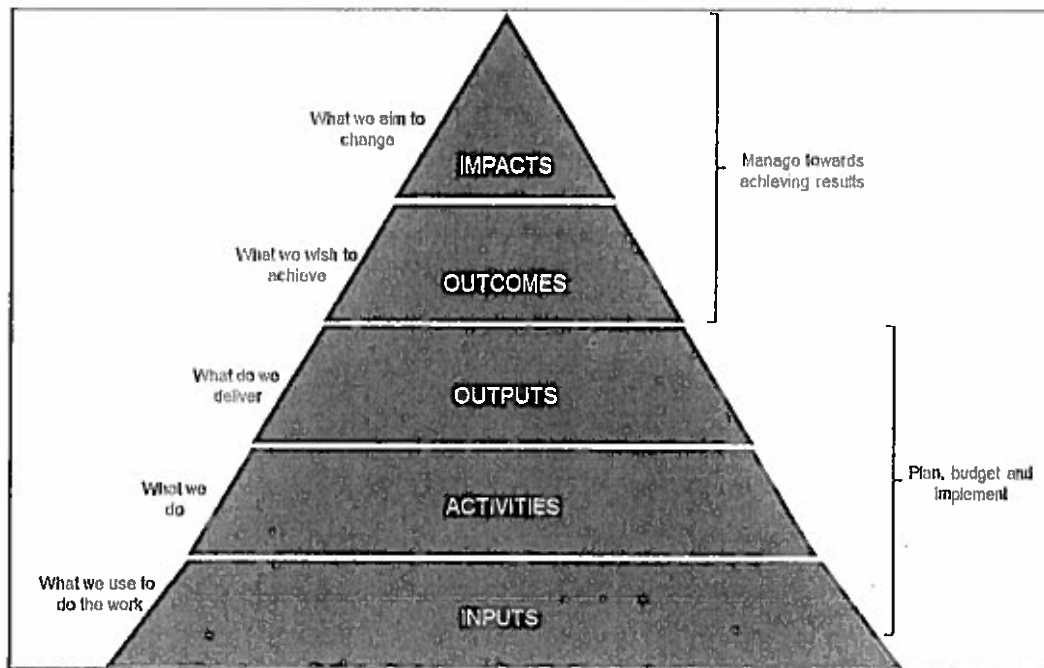 What we aim to
change
IMPACTS
Manage towards
achieving results
What we wish to
achieve
OUTCOMES
What do we
deliver
OUTPUTS
What we
do
ACTIVITIES
Plan, budget and
implement
What we use to
do the work
INPUTS